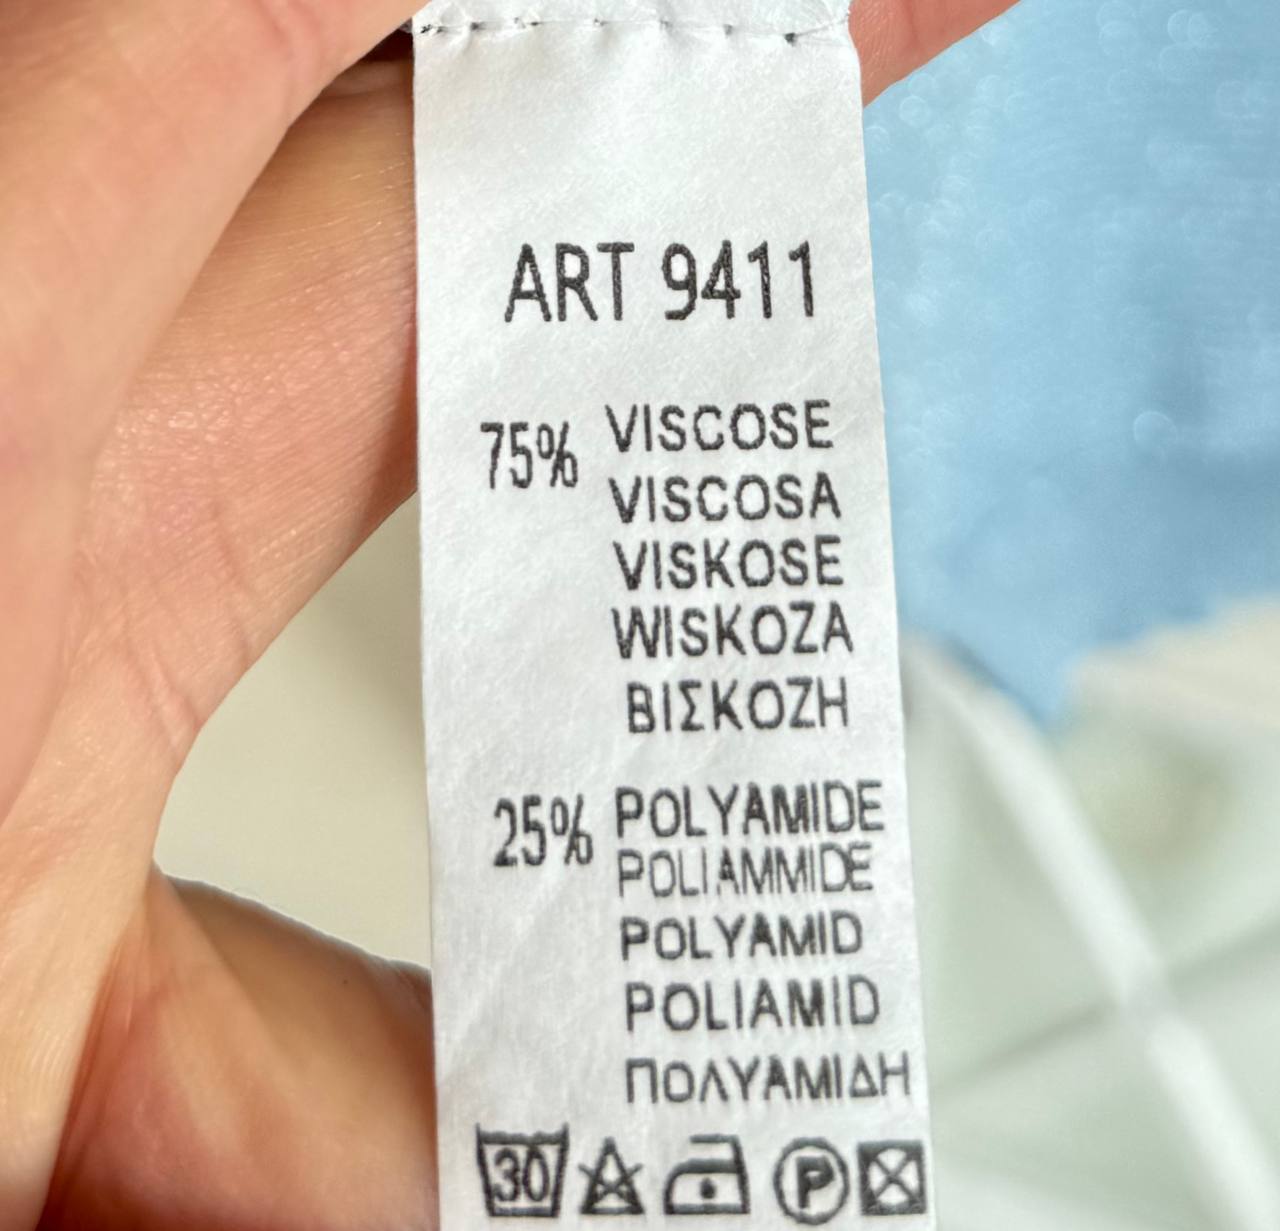 ART 9411
75% VISCOSE
VISCOSA
VISKOSE
WISKOZA
ΒΙΣΚΟΖΗ
25% POLYAMIDE
POLIAMMIDE
POLYAMID
POLIAMID
ΠΟΛΥΑΜΙΔΗ
30 P